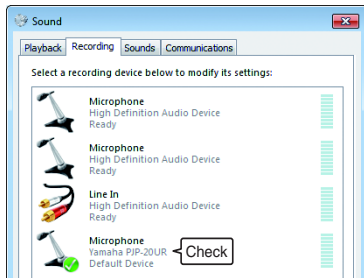 Sound
Playback Recording Sounds Communications
Select a recording device below to modify its settings:
Microphone
High Definition Audio Device
Ready
Microphone
High Definition Audio Device
Ready
Line In
High Definition Audio Device
Ready
Microphone
Yamaha PJP-20UR
Default Device
Check